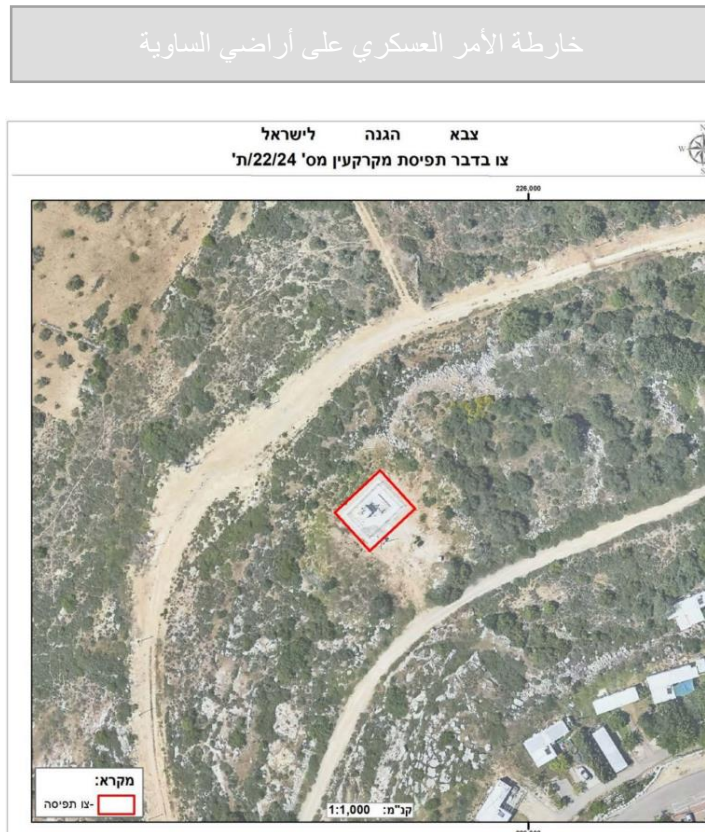 خارطة الأمر العسكري على أراضي الساوية
צבא הגנה לישראל
צו בדבר תפיסת מקרקעין מס' 22/24/ת'
N
W
S
226,000
מקרא:
צו תפיסה-
קנ"מ: 1:1,000